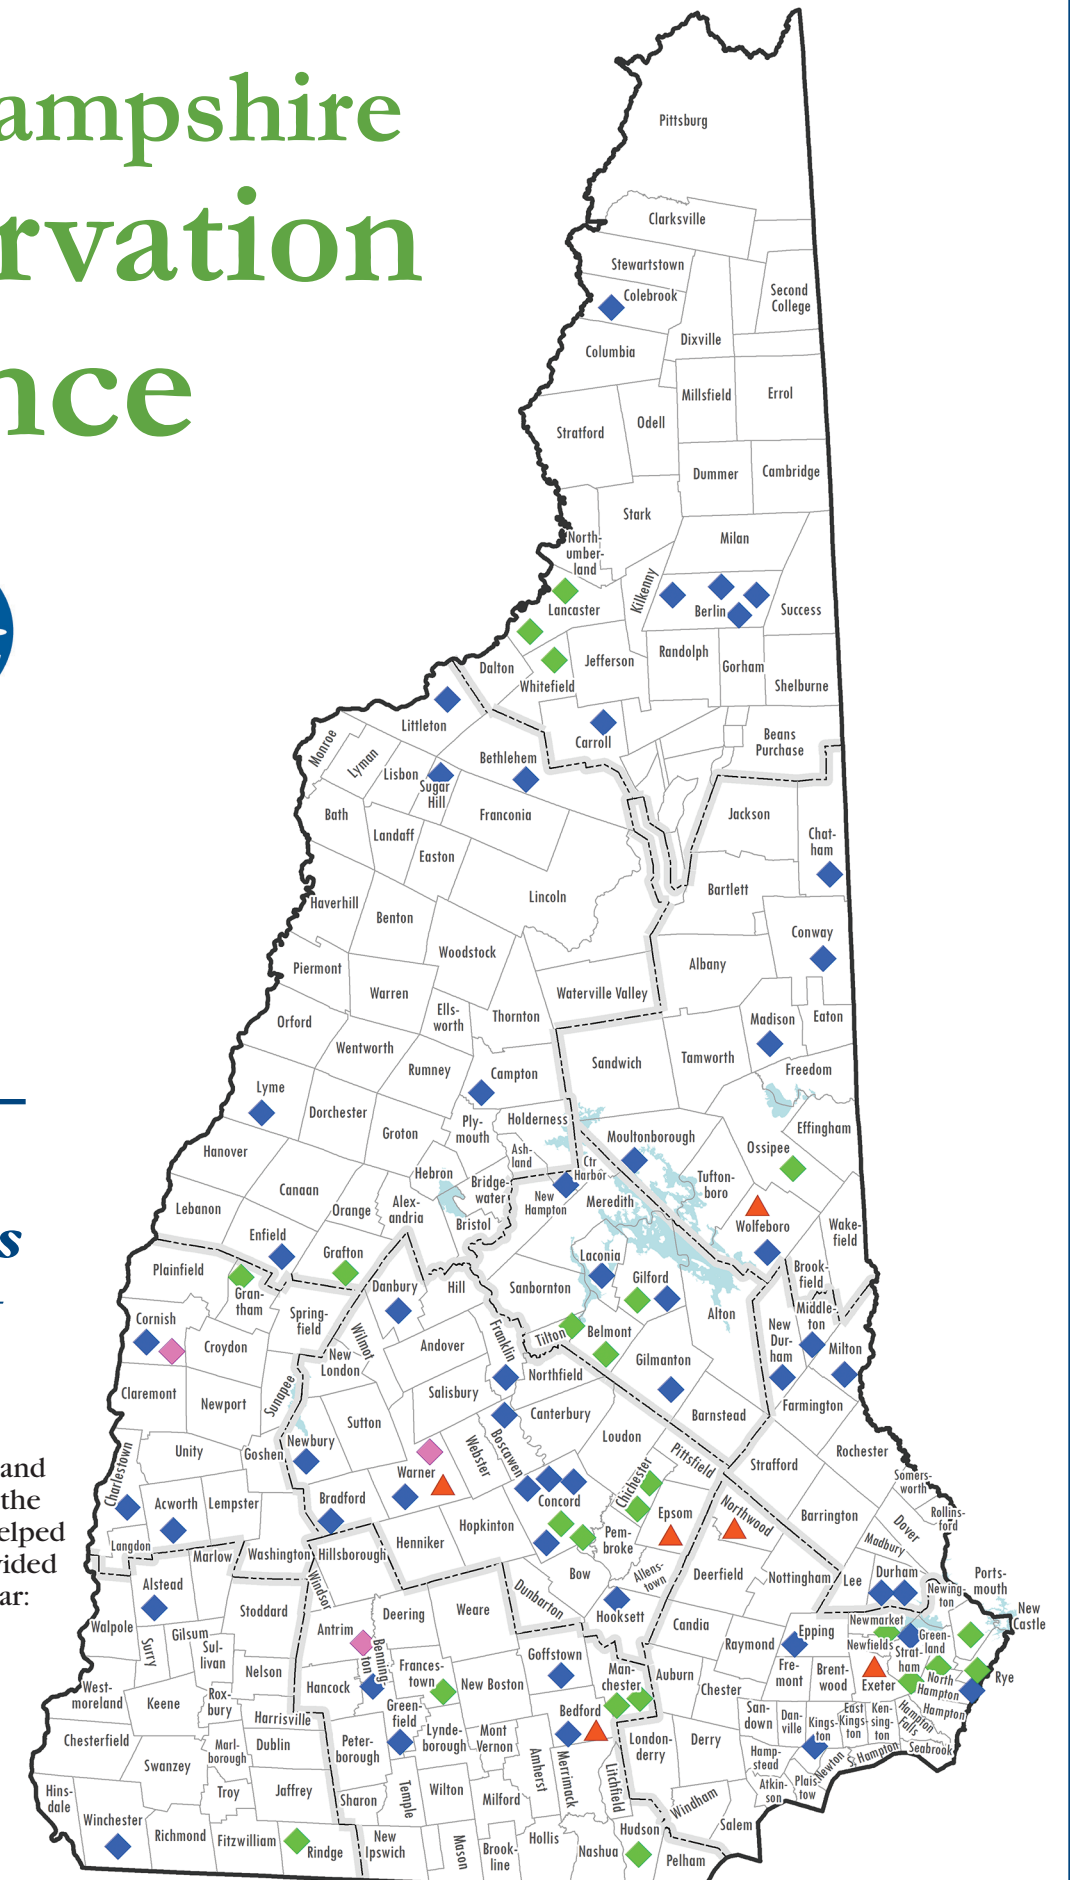 ampshire
rvation
nce
s
and
the
elped
vided
ar:
Pittsburg
Clarksville
Stewartstown
Colebrook
Second
College
Dixville
Columbia
Millsfield
Errol
Odell
Stratford
Dummer
Cambridge
Stark
North-
umber-
land
Milan
Kilkenny
Berlin
Success
Lancaster
Randolph
Jefferson
Gorham
Dalton
Whitefield
Shelburne
Littleton
Carroll
Beans
Purchase
Monroe
Lyman
Lisbon
Bethlehem
Sugar
Hill
Bath
Franconia
Jackson
Landaff
Chat-
ham
Easton
Bartlett
Lincoln
Haverhill
Benton
Conway
Woodstock
Albany
Piermont
Warren
Waterville Valley
Ells-
worth
Thornton
Madison
Eaton
Orford
Wentworth
Sandwich
Tamworth
Rumney
Campton
Freedom
Lyme
Dorchester
Holderness
Ply-
mouth
Groton
Moultonborough
Effingham
Hanover
Ash-
land
Ctr
Harbor
Ossipee
Hebron
Bridge-
water
Tufton-
boro
Canaan
New
Hampton
Meredith
Lebanon
Orange
Alex-
andria
Bristol
Wolfeboro
Wake-
field
Enfield
Grafton
Laconia
Plainfield
Gran-
tham
Danbury
Hill
Sanbornton
Gilford
Brook-
field
Alton
Middle-
ton
Cornish
Spring-
field
Wilmot
Franklin
Tilton
Belmont
New
Dur-
ham
Milton
Croydon
New
London
Andover
Gilmanton
Northfield
Claremont
Newport
Sunapee
Salisbury
Canterbury
Barnstead
Farmington
Sutton
Loudon
Unity
Goshen
Newbury
Webster
Boscawen
Pittsfield
Strafford
Rochester
Charlestown
Warner
Chichester
Somers-
worth
Acworth
Lempster
Bradford
Concord
Epsom
Northwood
Barrington
Rollins-
ford
Hopkinton
Dover
Langdon
Marlow
Washington
Hillsborough
Henniker
Pem-
broke
Madbury
Alstead
Windsor
Bow
Allens-
town
Deerfield
Nottingham
Lee
Durham
Newing-
ton
Ports-
mouth
Stoddard
Deering
Weare
Dunbarton
Hooksett
New
Castle
Walpole
Surry
Gilsum
Sul-
livan
Antrim
Candia
Raymond
Epping
Newmarket
Newfields
Green-
land
Nelson
Benning-
ton
Frances-
town
Goffstown
Man-
chester
Auburn
Strat-
ham
West-
moreland
Hancock
New Boston
Chester
Fre-
mont
Brent-
wood
Exeter
North
Hampton
Rye
Keene
Rox-
bury
Harrisville
Green-
field
Bedford
San-
down
Dan-
ville
Kings-
ton
East
Kings-
ton
Ken-
sing-
ton
Hampton
Falls
Hampton
Chesterfield
Marl-
borough
Dublin
Peter-
borough
Lynde-
borough
Mont
Vernon
London-
derry
Derry
Seabrook
S. Hampton
Swanzey
Amherst
Merrimack
Litchfield
Hamp-
stead
Newton
Hins-
dale
Troy
Jaffrey
Sharon
Temple
Wilton
Milford
Windham
Atkin-
son
Plais-
tow
Winchester
Richmond
Fitzwilliam
Rindge
New
Ipswich
Mason
Brook-
line
Hollis
Nashua
Hudson
Pelham
Salem